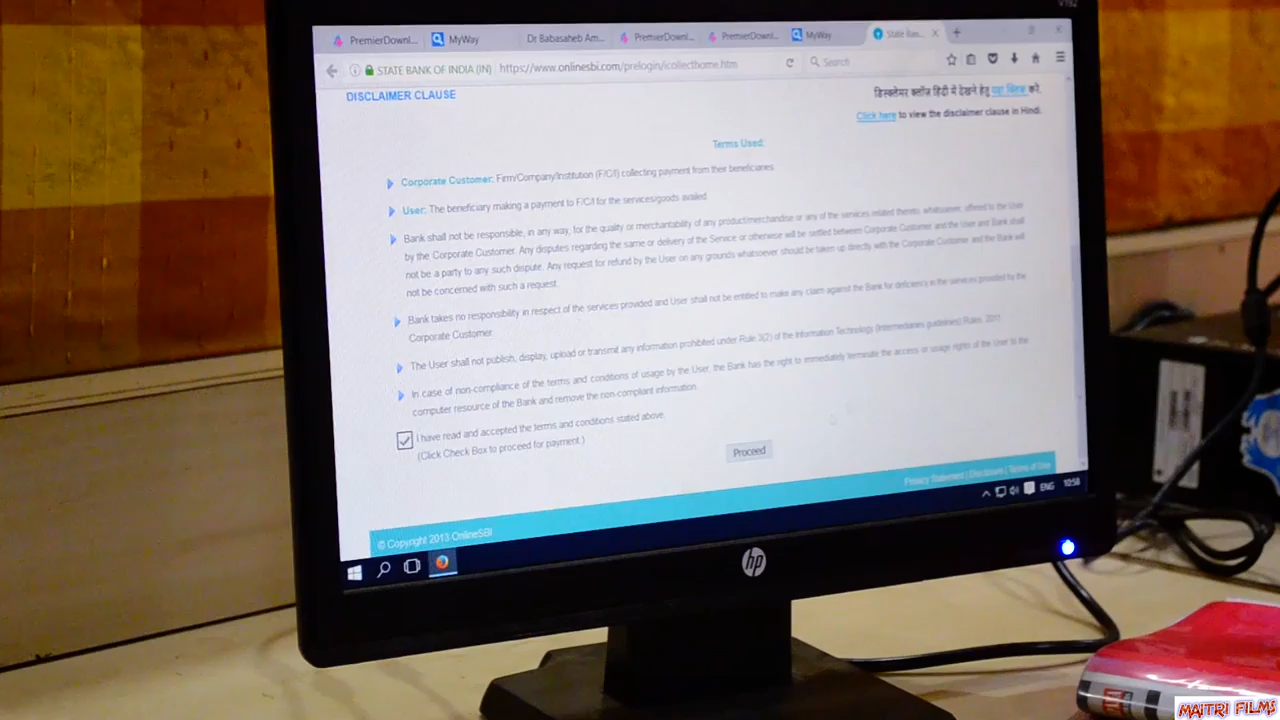 V192
PremierDownl... MyWay Dr Babasaheb Am... PremierDownl... PremierDownl... MyWay State Ban...
STATE BANK OF INDIA (IN) https://www.onlinesbi.com/prelogin/icollecthome.htm Search
DISCLAIMER CLAUSE
डिस्क्लेमर क्लॉज हिंदी में देखने हेतु यहा क्लिक करे.
Click here to view the disclaimer clause in Hindi.
Terms Used:
Corporate Customer: Firm/Company/Institution (F/C/I) collecting payment from their beneficiaries
User: The beneficiary making a payment to F/C/I for the services/goods availed
Bank shall not be responsible, in any way, for the quality or merchantability of any product/merchandise or any of the services related thereto, whatsoever, offered to the User
by the Corporate Customer. Any disputes regarding the same or delivery of the Service or otherwise will be settled between Corporate Customer and the User and Bank shall
not be a party to any such dispute. Any request for refund by the User on any grounds whatsoever should be taken up directly with the Corporate Customer and the Bank will
not be concerned with such a request.
Bank takes no responsibility in respect of the services provided and User shall not be entitled to make any claim against the Bank for deficiency in the services provided by the
Corporate Customer
The User shall not publish, display, upload or transmit any information prohibited under Rule 3(2) of the Information Technology (Intermediaries guidelines) Rules, 2011
In case of non-compliance of the terms and conditions of usage by the User, the Bank has the right to immediately terminate the access or usage rights of the User to the
computer resource of the Bank and remove the non-compliant information.
I have read and accepted the terms and conditions stated above.
(Click Check Box to proceed for payment.)
Proceed
Privacy Statement | Disclosure | Terms of Use
© Copyright 2013 OnlineSBI
ENG 10:58
hp
MAITRI FILMS